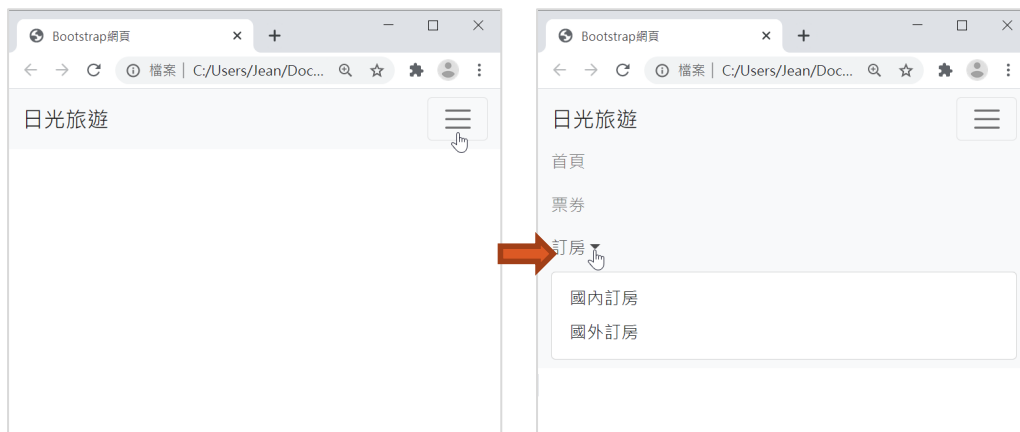 Bootstrap網頁
檔案 | C:/Users/Jean/Doc...
日光旅遊
Bootstrap網頁
檔案 | C:/Users/Jean/Doc...
日光旅遊
首頁
票券
訂房
國內訂房
國外訂房